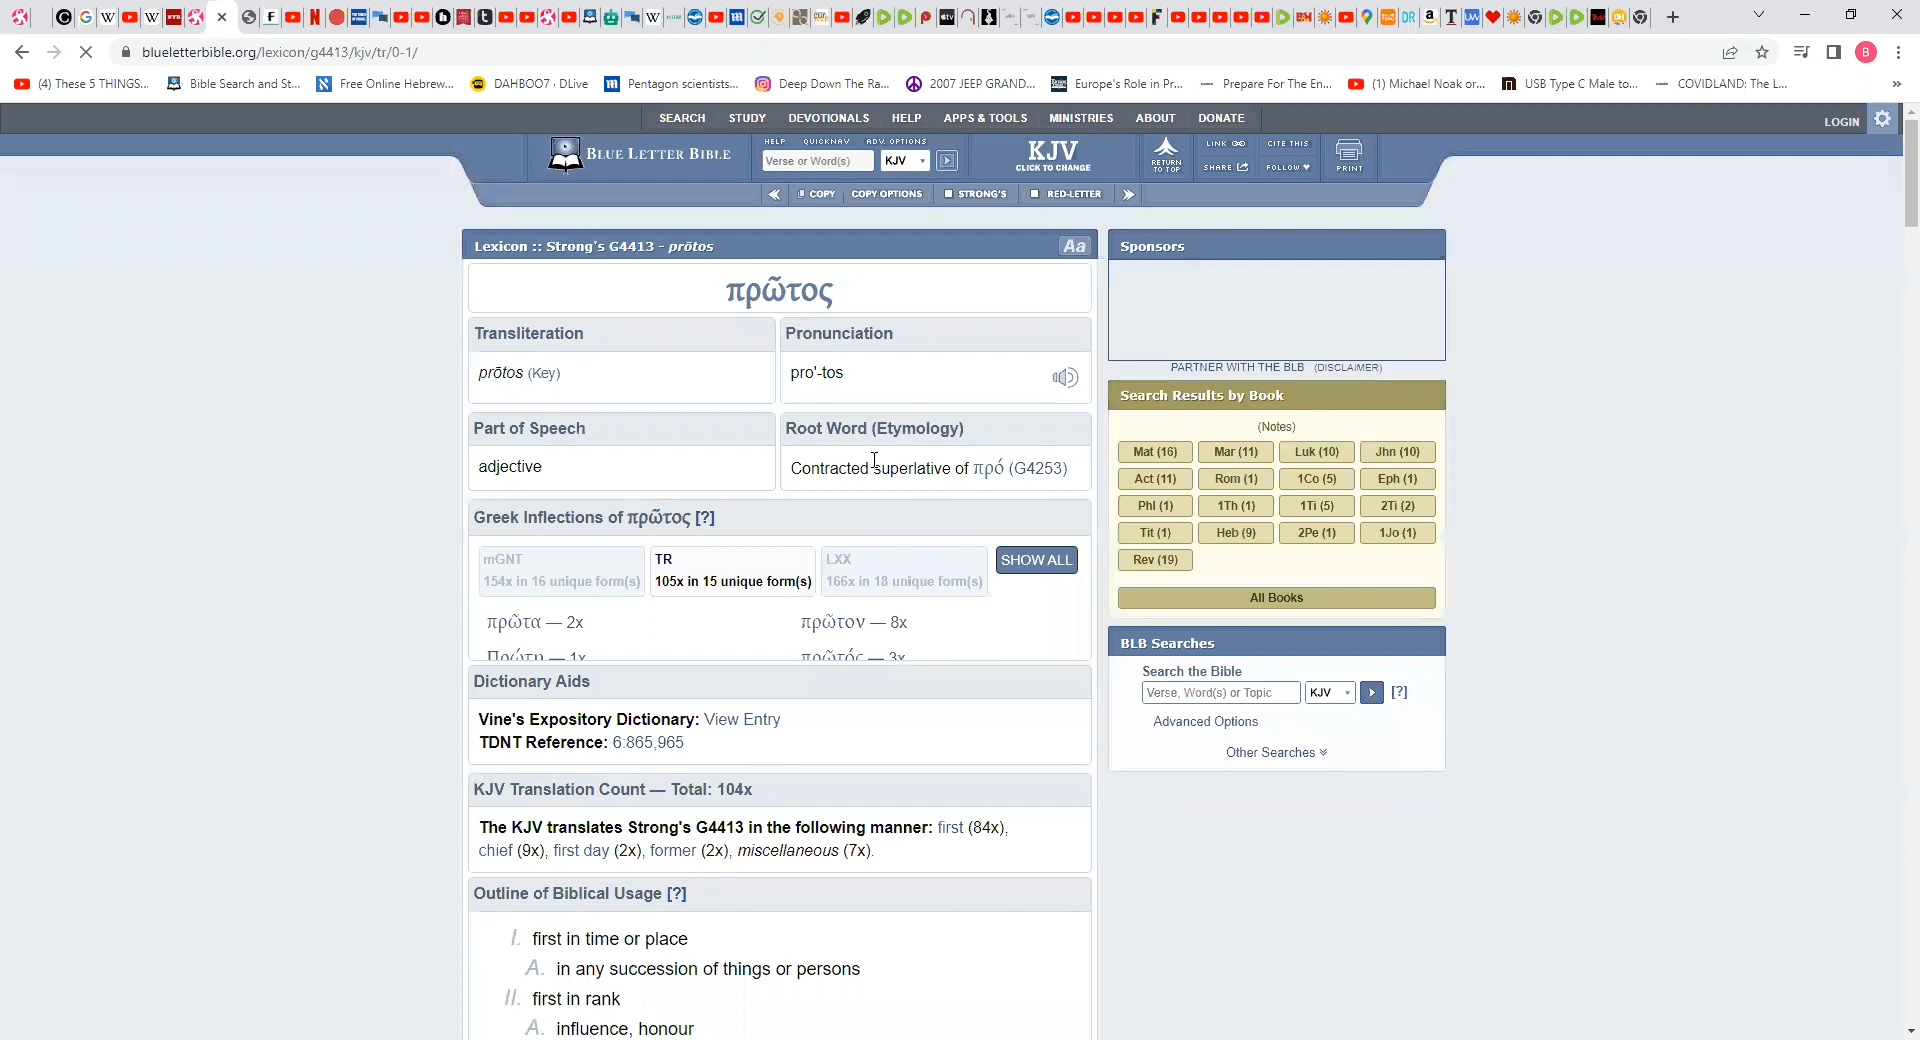 blueletterbible.org/lexicon/g4413/kjv/tr/0-1/
B
(4) These 5 THINGS...
Bible Search and St...
Free Online Hebrew...
DAHBOO7 · DLive
Pentagon scientists...
Deep Down The Ra...
2007 JEEP GRAND...
Europe's Role in Pr...
Prepare For The En...
(1) Michael Noak or...
USB Type C Male to...
COVIDLAND: The L...
SEARCH STUDY DEVOTIONALS HELP APPS & TOOLS MINISTRIES ABOUT DONATE
LOGIN
BLUE LETTER BIBLE
HELP QUICKNAV ADV. OPTIONS
Verse or Word(s) KJV
KJV
CLICK TO CHANGE
RETURN
TO TOP
LINK CITE THIS
SHARE FOLLOW
PRINT
COPY COPY OPTIONS STRONG'S RED-LETTER
Lexicon :: Strong's G4413 - prōtos
Aa
πρῶτος
Transliteration
prōtos (Key)
Pronunciation
pro'-tos
Part of Speech
adjective
Root Word (Etymology)
Contracted superlative of πρό (G4253)
Greek Inflections of πρῶτος [?]
mGNT
154x in 16 unique form(s)
TR
105x in 15 unique form(s)
LXX
166x in 18 unique form(s)
SHOW ALL
πρῶτα — 2x
πρῶτον — 8x
Πρώτη — 1x
πρῶτός — 3x
Dictionary Aids
Vine's Expository Dictionary: View Entry
TDNT Reference: 6:865,965
KJV Translation Count — Total: 104x
The KJV translates Strong's G4413 in the following manner: first (84x),
chief (9x), first day (2x), former (2x), miscellaneous (7x).
Outline of Biblical Usage [?]
I. first in time or place
A. in any succession of things or persons
II. first in rank
A. influence, honour
Sponsors
PARTNER WITH THE BLB (DISCLAIMER)
Search Results by Book
(Notes)
Mat (16) Mar (11) Luk (10) Jhn (10)
Act (11) Rom (1) 1Co (5) Eph (1)
Phl (1) 1Th (1) 1Ti (5) 2Ti (2)
Tit (1) Heb (9) 2Pe (1) 1Jo (1)
Rev (19)
All Books
BLB Searches
Search the Bible
Verse, Word(s) or Topic KJV [?]
Advanced Options
Other Searches